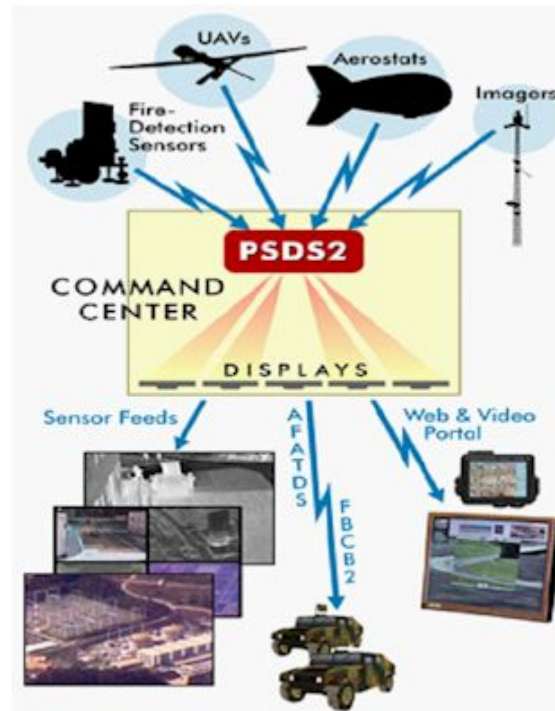 UAVs
Aerostats
Imagers
Fire-
Detection
Sensors
PSDS2
COMMAND
CENTER
DISPLAYS
Sensor Feeds
AFATDS
FBCB2
Web & Video
Portal